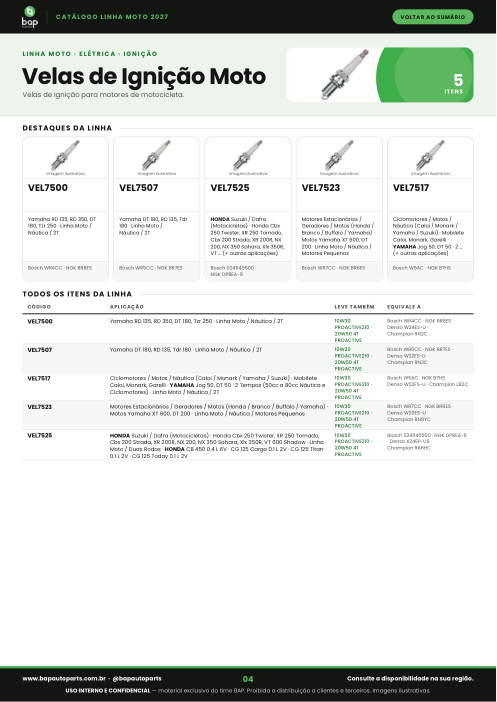 bap
CATÁLOGO LINHA MOTO 2027
VOLTAR AO SUMÁRIO
LINHA MOTO · ELÉTRICA · IGNIÇÃO
Velas de Ignição Moto
Velas de ignição para motores de motocicleta.
5
ITENS
DESTAQUES DA LINHA
Imagem ilustrativa
VEL7500
Yamaha RD 135, RD 350, DT
180, Tzr 250 · Linha Moto /
Náutica / 2T
Bosch WR4CC · NGK BR8ES
Imagem ilustrativa
VEL7507
Yamaha DT 180, RD 135, Tdr
180 · Linha Moto /
Náutica / 2T
Bosch WR5CC · NGK BR7ES
Imagem ilustrativa
VEL7525
HONDA Suzuki / Dafra
(Motocicletas) · Honda Cbx
250 Twister, XR 250 Tornado,
Cbx 200 Strada, XR 200R, NX
200, NX 350 Sahara, Xlx 350R,
VT … (+ outras aplicações)
Bosch 0241145500 ·
NGK DP8EA-9
Imagem ilustrativa
VEL7523
Motores Estacionários /
Geradores / Motos (Honda /
Branco / Buffalo / Yamaha) ·
Motos Yamaha XT 600, DT
200 · Linha Moto / Náutica /
Motores Pequenos
Bosch WR7CC · NGK BR6ES
Imagem ilustrativa
VEL7517
Ciclomotores / Motos /
Náutica (Caloi / Monark /
Yamaha / Suzuki) · Mobilete
Caloi, Monark, Garelli ·
YAMAHA Jog 50, DT 50 · 2 …
(+ outras aplicações)
Bosch W5AC · NGK B7HS
TODOS OS ITENS DA LINHA
CÓDIGO APLICAÇÃO LEVE TAMBÉM EQUIVALE A
VEL7500 Yamaha RD 135, RD 350, DT 180, Tzr 250 · Linha Moto / Náutica / 2T
10W30
PROACTIVE210 ·
20W50 4T
PROACTIVE
Bosch WR4CC · NGK BR8ES ·
Denso W24ES-U ·
Champion RN2C
VEL7507 Yamaha DT 180, RD 135, Tdr 180 · Linha Moto / Náutica / 2T
10W30
PROACTIVE210 ·
20W50 4T
PROACTIVE
Bosch WR5CC · NGK BR7ES ·
Denso W22ES-U ·
Champion RN3C
VEL7517 Ciclomotores / Motos / Náutica (Caloi / Monark / Yamaha / Suzuki) · Mobilete
Caloi, Monark, Garelli · YAMAHA Jog 50, DT 50 · 2 Tempos (50cc a 80cc Náutica e
Ciclomotores) · Linha Moto / Náutica / 2T
10W30
PROACTIVE210 ·
20W50 4T
PROACTIVE
Bosch W5AC · NGK B7HS ·
Denso W22FS-U · Champion L82C
VEL7523 Motores Estacionários / Geradores / Motos (Honda / Branco / Buffalo / Yamaha) ·
Motos Yamaha XT 600, DT 200 · Linha Moto / Náutica / Motores Pequenos
10W30
PROACTIVE210 ·
20W50 4T
PROACTIVE
Bosch WR7CC · NGK BR6ES ·
Denso W20ES-U ·
Champion RN9YC
VEL7525 HONDA Suzuki / Dafra (Motocicletas) · Honda Cbx 250 Twister, XR 250 Tornado,
Cbx 200 Strada, XR 200R, NX 200, NX 350 Sahara, Xlx 350R, VT 600 Shadow · Linha
Moto / Duas Rodas · HONDA CB 450 0.4 L 6V · CG 125 Cargo 0.1 L 2V · CG 125 Titan
0.1 L 2V · CG 125 Today 0.1 L 2V
10W30
PROACTIVE210 ·
20W50 4T
PROACTIVE
Bosch 0241145500 · NGK DP8EA-9
· Denso X24EP-U9 ·
Champion RA6HC
www.bapautoparts.com.br · @bapautoparts
04
Consulte a disponibilidade na sua região.
USO INTERNO E CONFIDENCIAL — material exclusivo do time BAP. Proibida a distribuição a clientes e terceiros. Imagens ilustrativas.